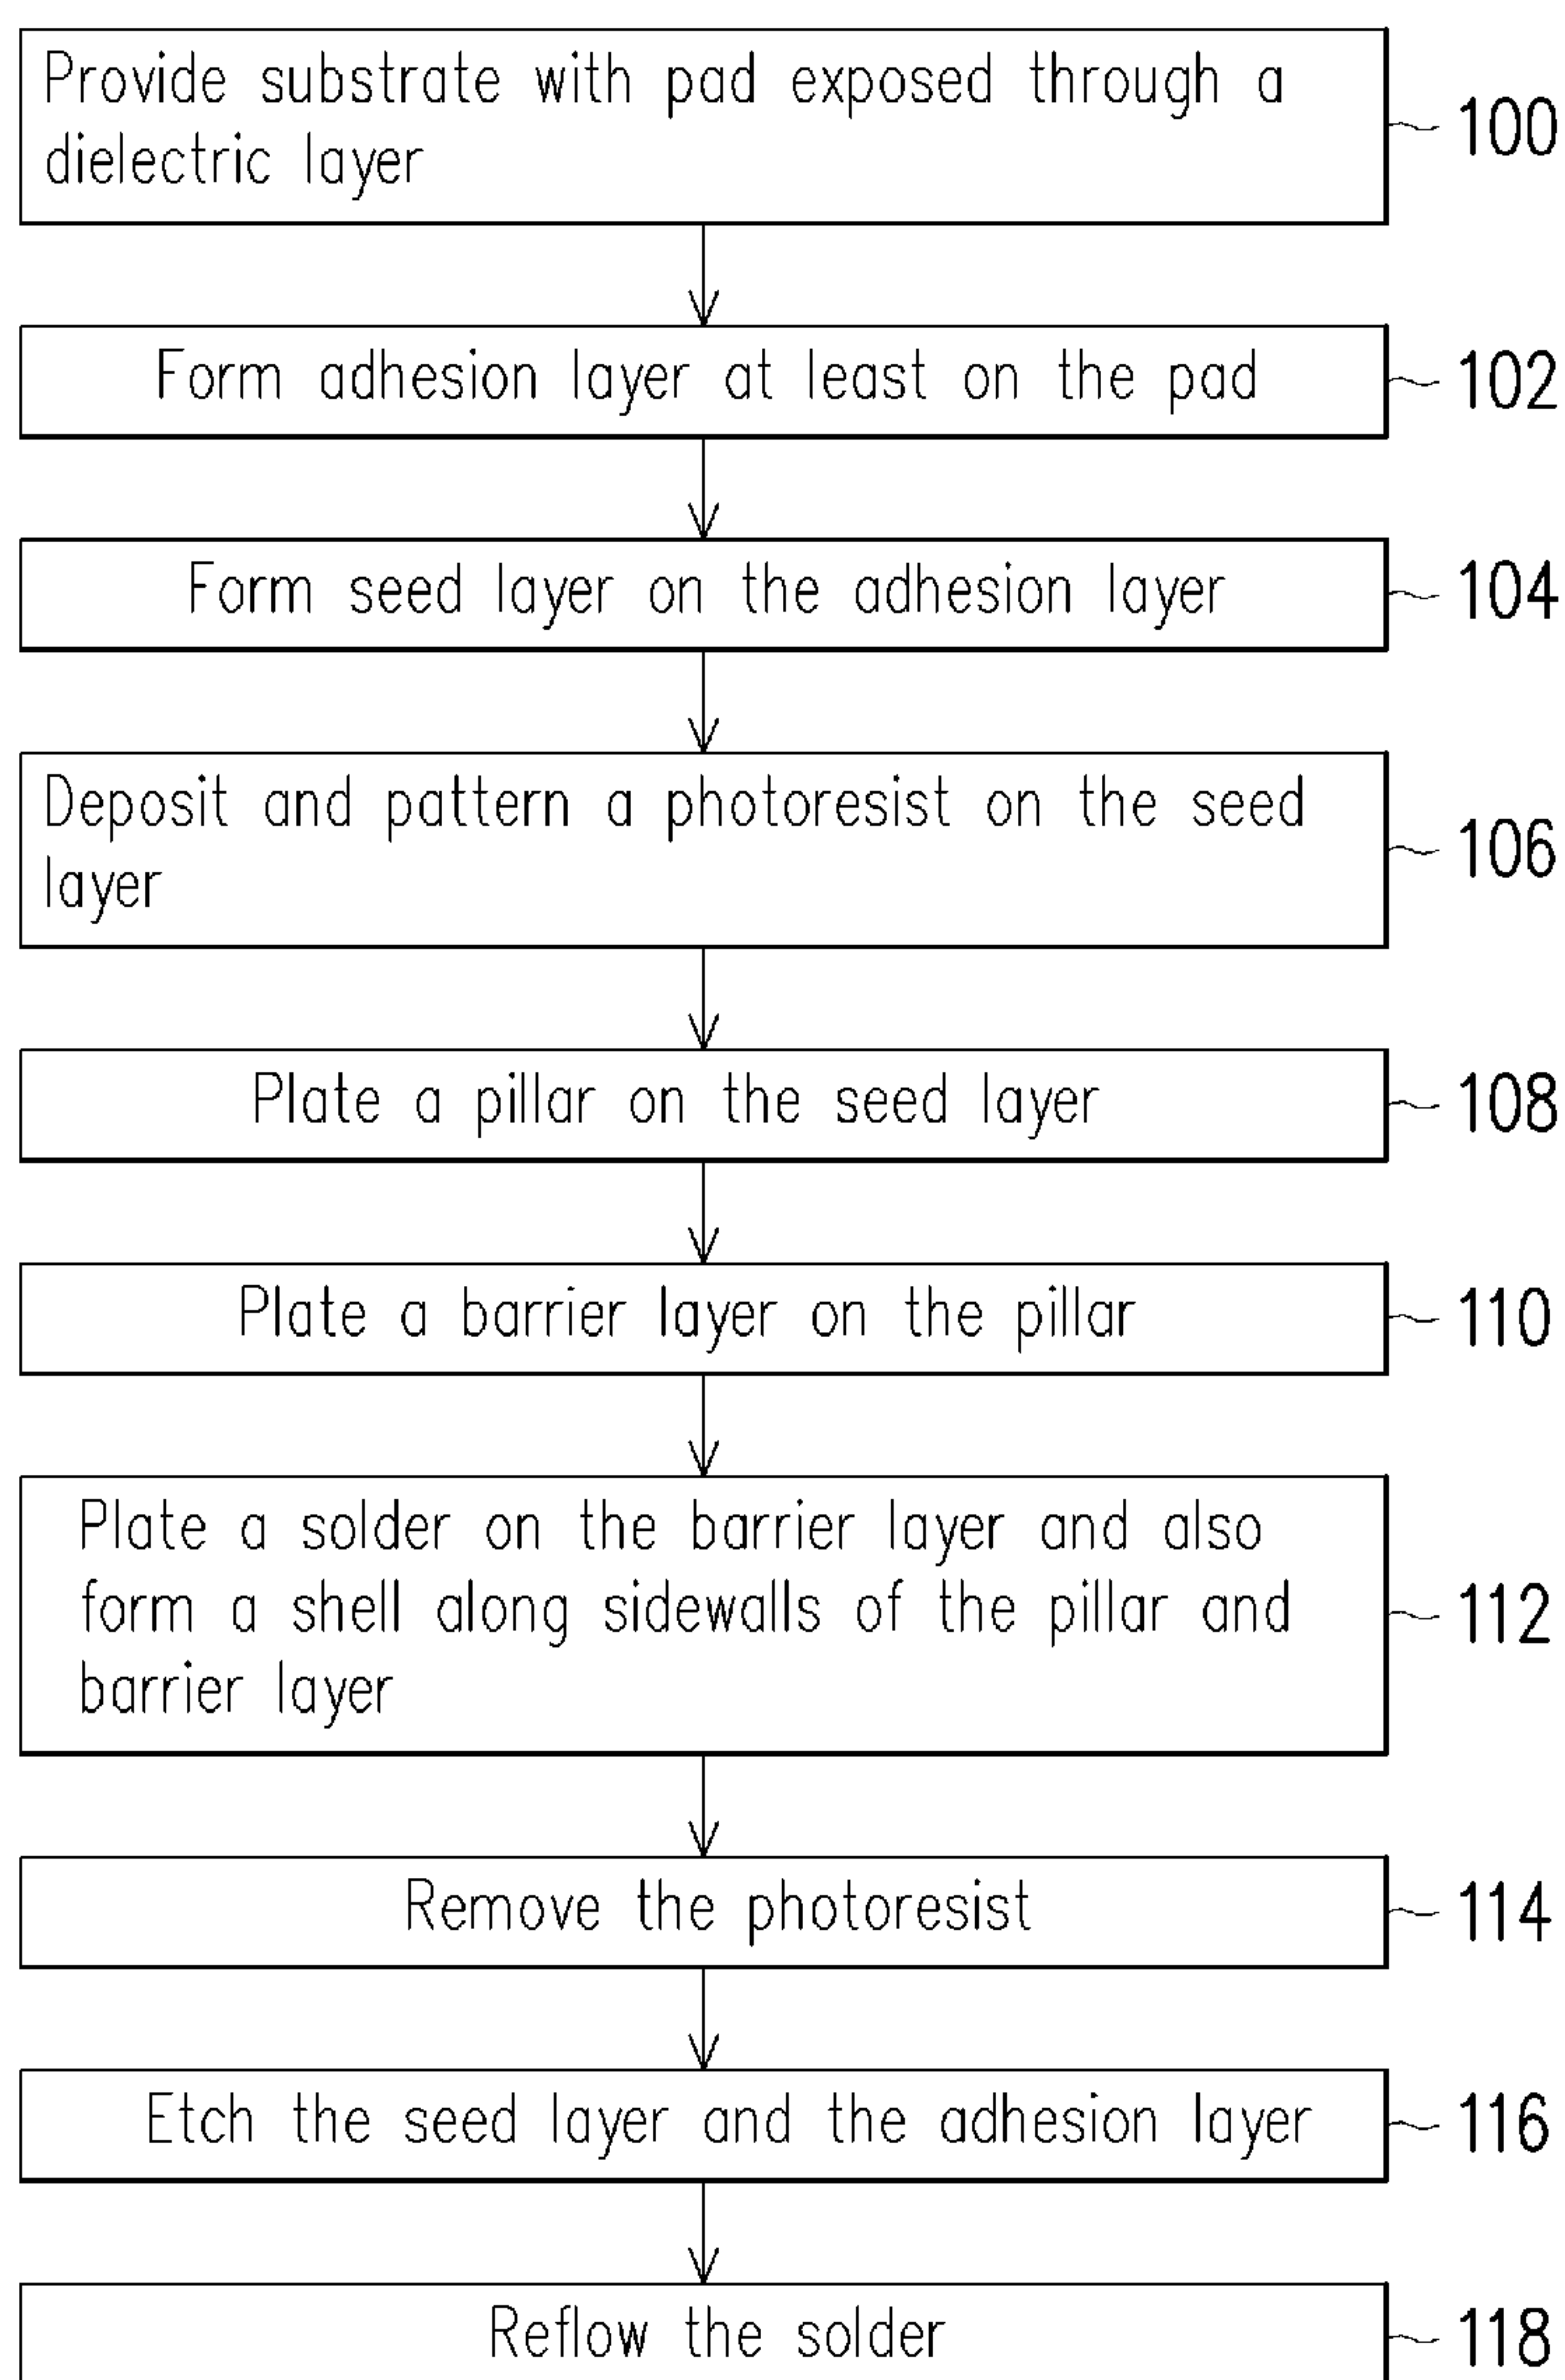 Provide substrate with pad exposed through a
dielectric layer
100
Form adhesion layer at least on the pad
102
Form seed layer on the adhesion layer
104
Deposit and pattern a photoresist on the seed
layer
106
Plate a pillar on the seed layer
108
Plate a barrier layer on the pillar
110
Plate a solder on the barrier layer and also
form a shell along sidewalls of the pillar and
barrier layer
112
Remove the photoresist
114
Etch the seed layer and the adhesion layer
116
Reflow the solder
118